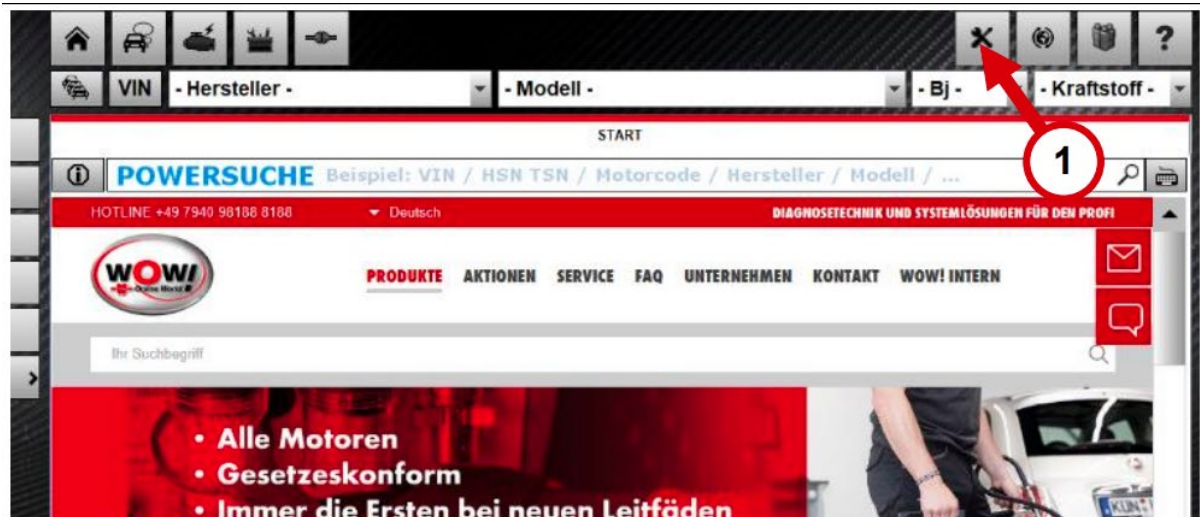 ?
VIN - Hersteller - - Modell - - Bj - - Kraftstoff -
START
1
POWERSUCHE Beispiel: VIN / HSN TSN / Motorcode / Hersteller / Modell / ...
HOTLINE +49 7940 98188 8188 Deutsch DIAGNOSETECHNIK UND SYSTEMLÖSUNGEN FÜR DEN PROFI
WOW!
Online World
PRODUKTE AKTIONEN SERVICE FAQ UNTERNEHMEN KONTAKT WOW! INTERN
Ihr Suchbegriff
• Alle Motoren
• Gesetzeskonform
• Immer die Ersten bei neuen Leitfäden